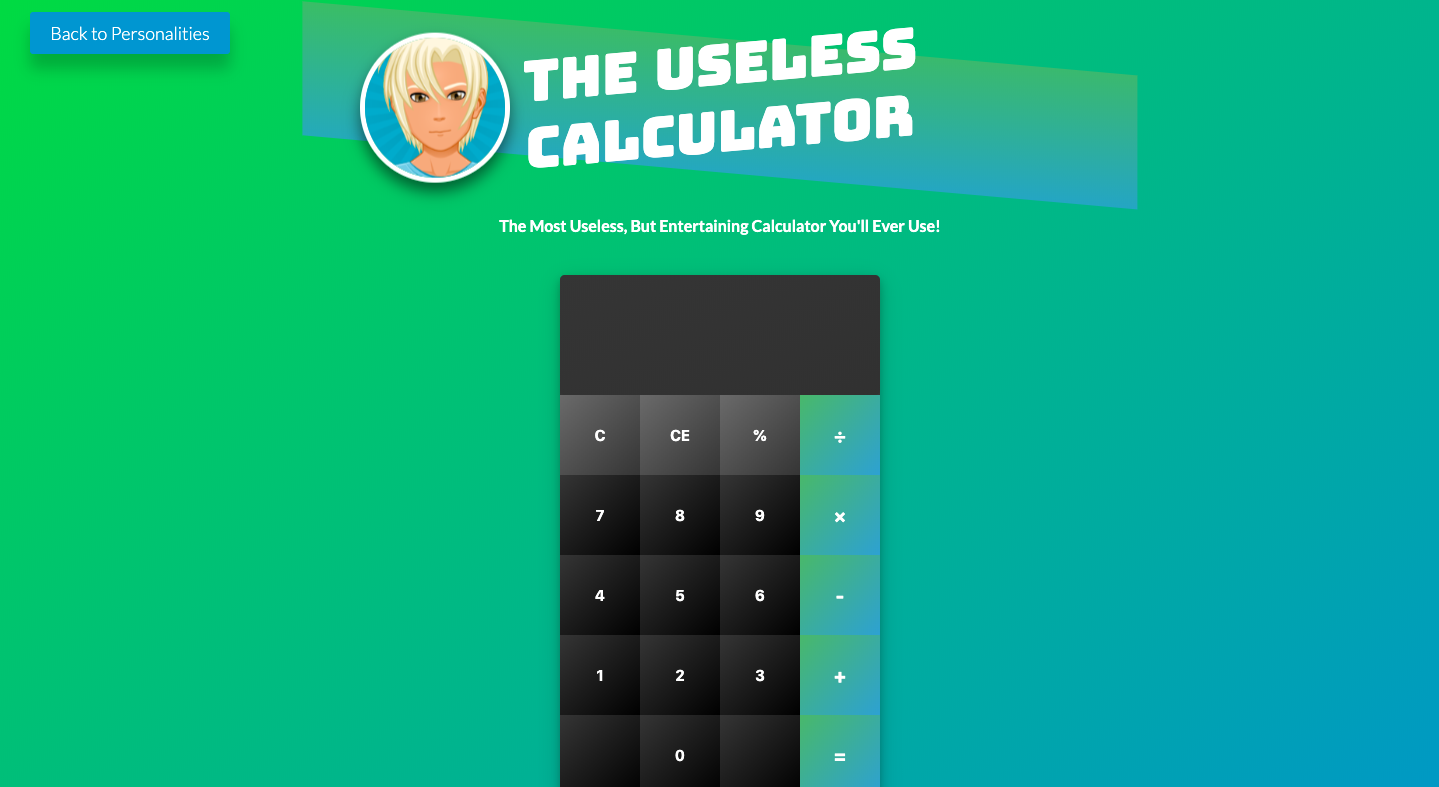 Back to Personalities
THE USELESS
CALCULATOR
The Most Useless, But Entertaining Calculator You'll Ever Use!
C CE % ÷
7 8 9 ×
4 5 6 -
1 2 3 +
0 =